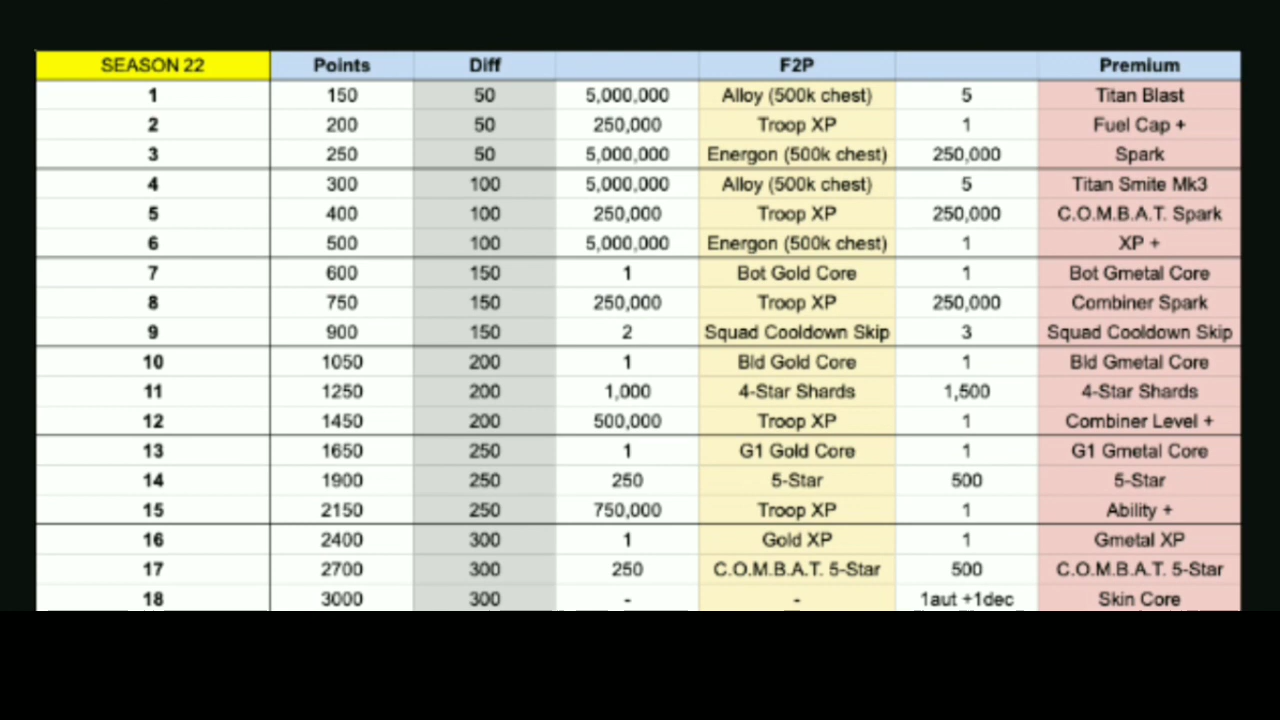 SEASON 22 Points Diff F2P Premium
1 150 50 5,000,000 Alloy (500k chest) 5 Titan Blast
2 200 50 250,000 Troop XP 1 Fuel Cap +
3 250 50 5,000,000 Energon (500k chest) 250,000 Spark
4 300 100 5,000,000 Alloy (500k chest) 5 Titan Smite Mk3
5 400 100 250,000 Troop XP 250,000 C.O.M.B.A.T. Spark
6 500 100 5,000,000 Energon (500k chest) 1 XP +
7 600 150 1 Bot Gold Core 1 Bot Gmetal Core
8 750 150 250,000 Troop XP 250,000 Combiner Spark
9 900 150 2 Squad Cooldown Skip 3 Squad Cooldown Skip
10 1050 200 1 Bld Gold Core 1 Bld Gmetal Core
11 1250 200 1,000 4-Star Shards 1,500 4-Star Shards
12 1450 200 500,000 Troop XP 1 Combiner Level +
13 1650 250 1 G1 Gold Core 1 G1 Gmetal Core
14 1900 250 250 5-Star 500 5-Star
15 2150 250 750,000 Troop XP 1 Ability +
16 2400 300 1 Gold XP 1 Gmetal XP
17 2700 300 250 C.O.M.B.A.T. 5-Star 500 C.O.M.B.A.T. 5-Star
18 3000 300 - - 1aut +1dec Skin Core